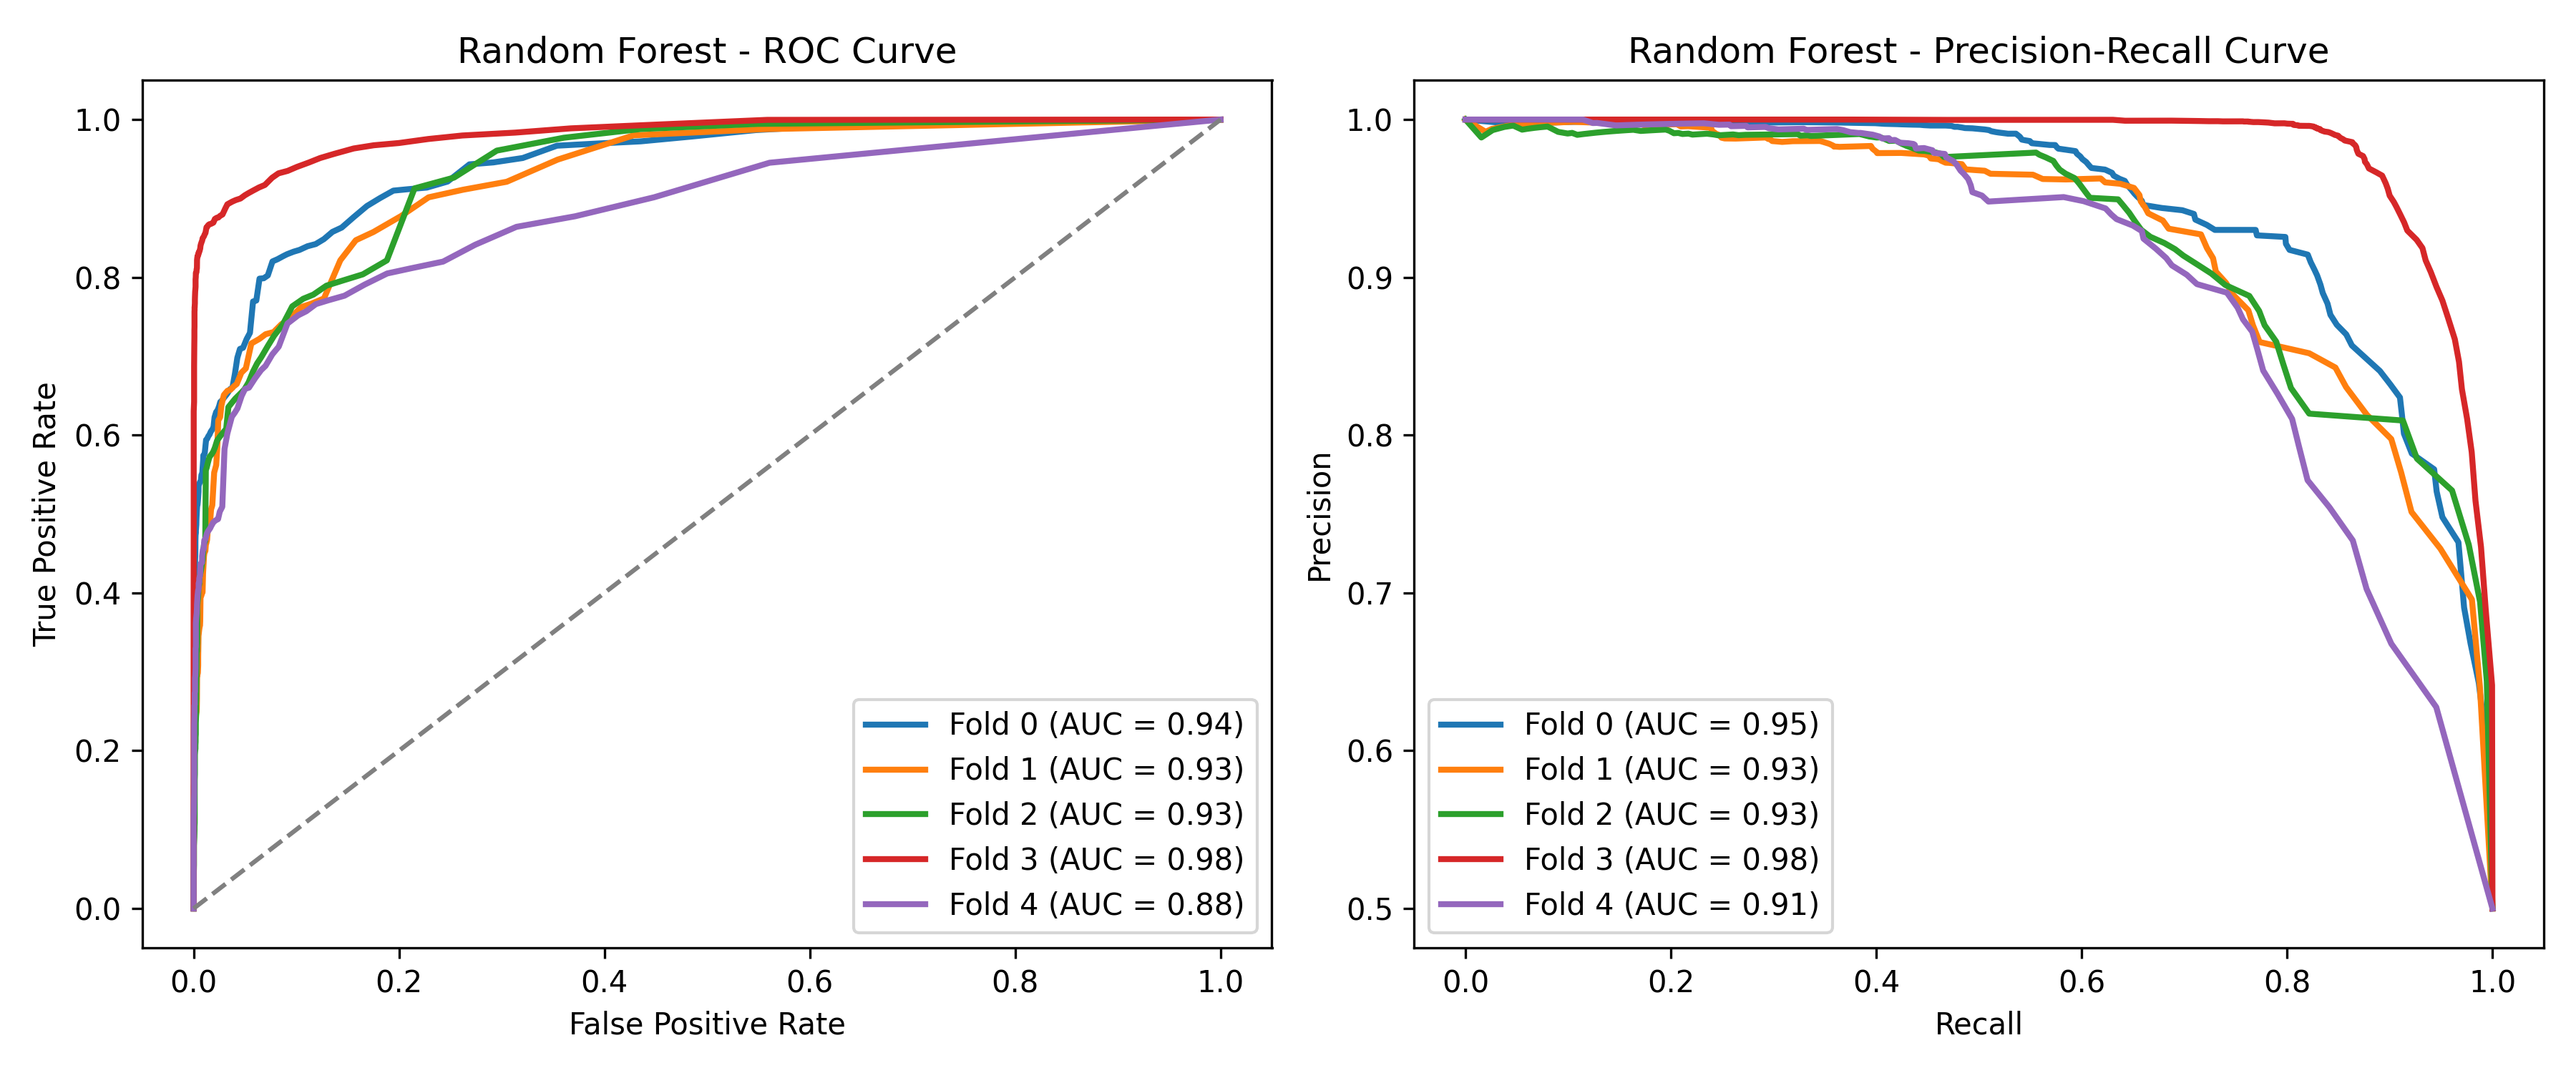 Random Forest - ROC Curve
True Positive Rate
1.0
0.8
0.6
0.4
0.2
0.0
0.0 0.2 0.4 0.6 0.8 1.0
False Positive Rate
Fold 0 (AUC = 0.94)
Fold 1 (AUC = 0.93)
Fold 2 (AUC = 0.93)
Fold 3 (AUC = 0.98)
Fold 4 (AUC = 0.88)
Random Forest - Precision-Recall Curve
Precision
1.0
0.9
0.8
0.7
0.6
0.5
0.0 0.2 0.4 0.6 0.8 1.0
Recall
Fold 0 (AUC = 0.95)
Fold 1 (AUC = 0.93)
Fold 2 (AUC = 0.93)
Fold 3 (AUC = 0.98)
Fold 4 (AUC = 0.91)